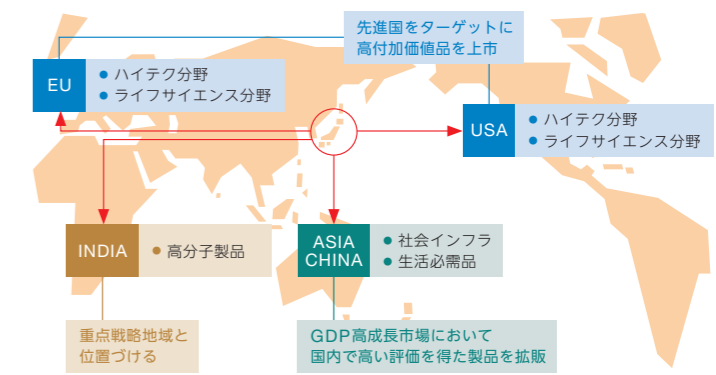 先進国をターゲットに
高付加価値品を上市
EU
● ハイテク分野
● ライフサイエンス分野
USA
● ハイテク分野
● ライフサイエンス分野
INDIA
● 高分子製品
ASIA
CHINA
● 社会インフラ
● 生活必需品
重点戦略地域と
位置づける
GDP高成長市場において
国内で高い評価を得た製品を拡販